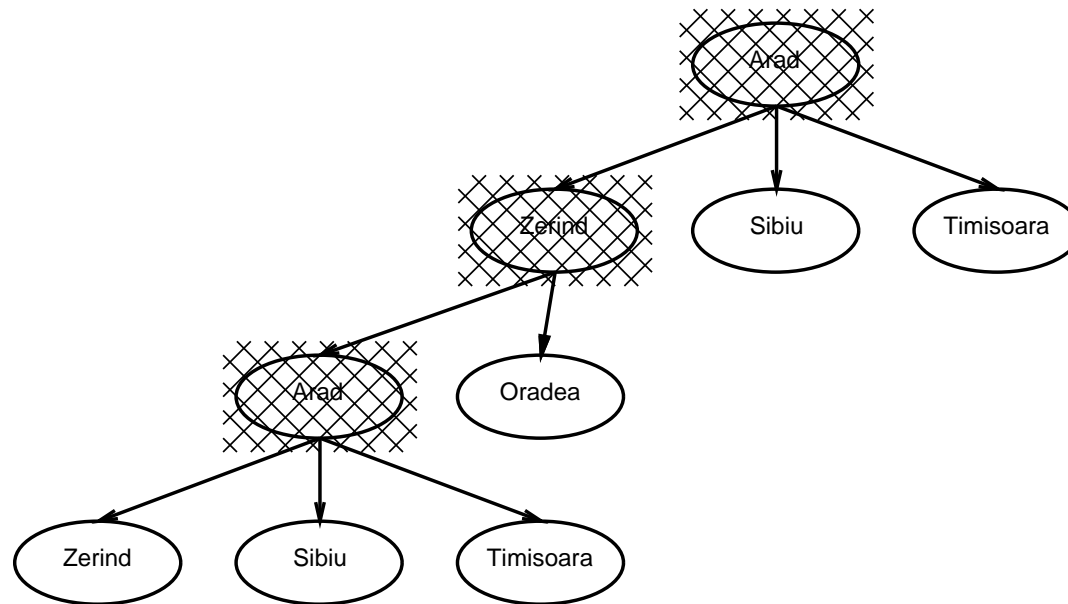 Arad
Zerind
Sibiu
Timisoara
Arad
Oradea
Zerind
Sibiu
Timisoara